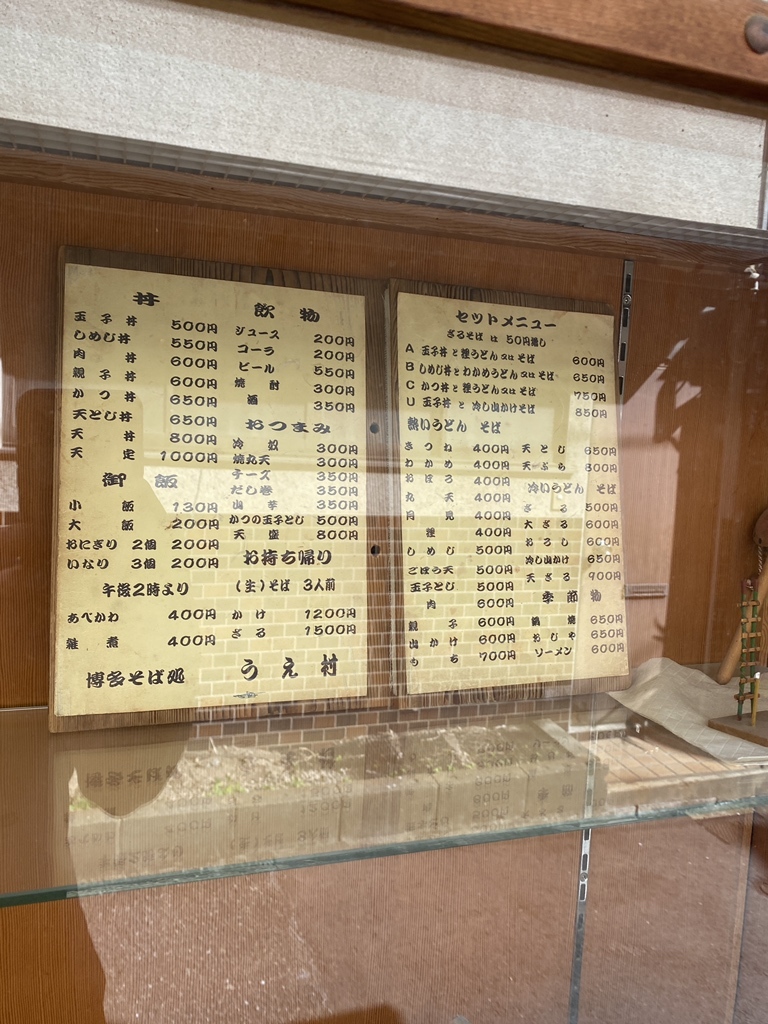 丼
玉子丼 500円
しめじ丼 550円
肉丼 600円
親子丼 600円
かつ丼 650円
天とじ丼 650円
天丼 800円
天定 1000円
御飯
小飯 130円
大飯 200円
おにぎり 2個 200円
いなり 3個 200円
午後2時より
あべかわ 400円
雑煮 400円
飲物
ジュース 200円
コーラ 200円
ビール 550円
焼酎 300円
酒 350円
おつまみ
冷奴 300円
焼丸天 300円
チーズ 350円
だし巻 350円
山芋 350円
かつの玉子とじ 500円
天盛 800円
お持ち帰り
(生)そば 3人前
かけ 1200円
ざる 1500円
博多そば処 うえ村
セットメニュー
ざるそば は 50円増し
A 玉子丼と狸うどん又はそば 600円
B しめじ丼とわかめうどん又はそば 650円
C かつ丼と狸うどん又はそば 750円
玉子丼と冷し山かけそば 850円
熱いうどん そば
きつね 400円
わかめ 400円
おぼろ 400円
丸天 400円
月見 400円
狸 400円
しめじ 500円
ごぼう天 500円
玉子とじ 500円
肉 600円
親子 600円
山かけ 600円
もち 700円
天とじ 650円
天ぷら 800円
冷いうどん そば
ざる 500円
大ざる 600円
おろし 600円
冷し山かけ 650円
天ざる 900円
季節物
鍋焼 650円
おじや 650円
ソーメン 600円